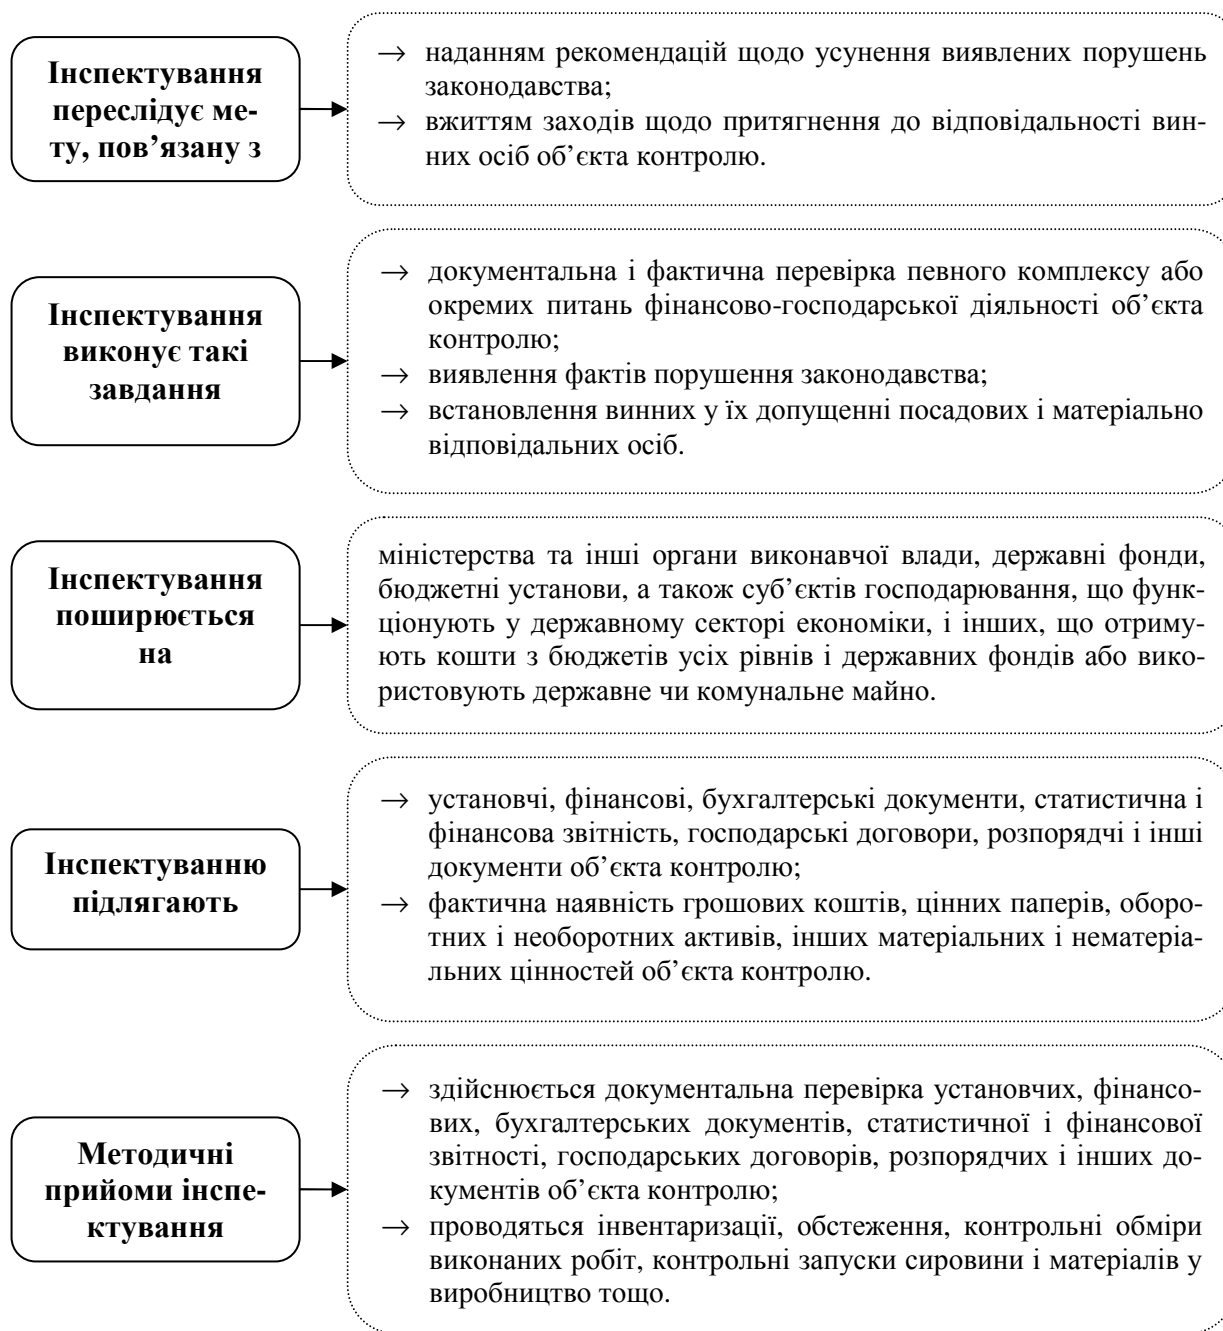 Інспектування
переслідує ме-
ту, пов’язану з
→ наданням рекомендацій щодо усунення виявлених порушень
законодавства;
→ вжиттям заходів щодо притягнення до відповідальності вин-
них осіб об’єкта контролю.
Інспектування
виконує такі
завдання
→ документальна і фактична перевірка певного комплексу або
окремих питань фінансово-господарської діяльності об’єкта
контролю;
→ виявлення фактів порушення законодавства;
→ встановлення винних у їх допущенні посадових і матеріально
відповідальних осіб.
Інспектування
поширюється
на
міністерства та інші органи виконавчої влади, державні фонди,
бюджетні установи, а також суб’єктів господарювання, що функ-
ціонують у державному секторі економіки, і інших, що отриму-
ють кошти з бюджетів усіх рівнів і державних фондів або вико-
ристовують державне чи комунальне майно.
Інспектуванню
підлягають
→ установчі, фінансові, бухгалтерські документи, статистична і
фінансова звітність, господарські договори, розпорядчі і інші
документи об’єкта контролю;
→ фактична наявність грошових коштів, цінних паперів, оборо-
тних і необоротних активів, інших матеріальних і нематеріа-
льних цінностей об’єкта контролю.
Методичні
прийоми інспе-
ктування
→ здійснюється документальна перевірка установчих, фінансо-
вих, бухгалтерських документів, статистичної і фінансової
звітності, господарських договорів, розпорядчих і інших до-
кументів об’єкта контролю;
→ проводяться інвентаризації, обстеження, контрольні обміри
виконаних робіт, контрольні запуски сировини і матеріалів у
виробництво тощо.